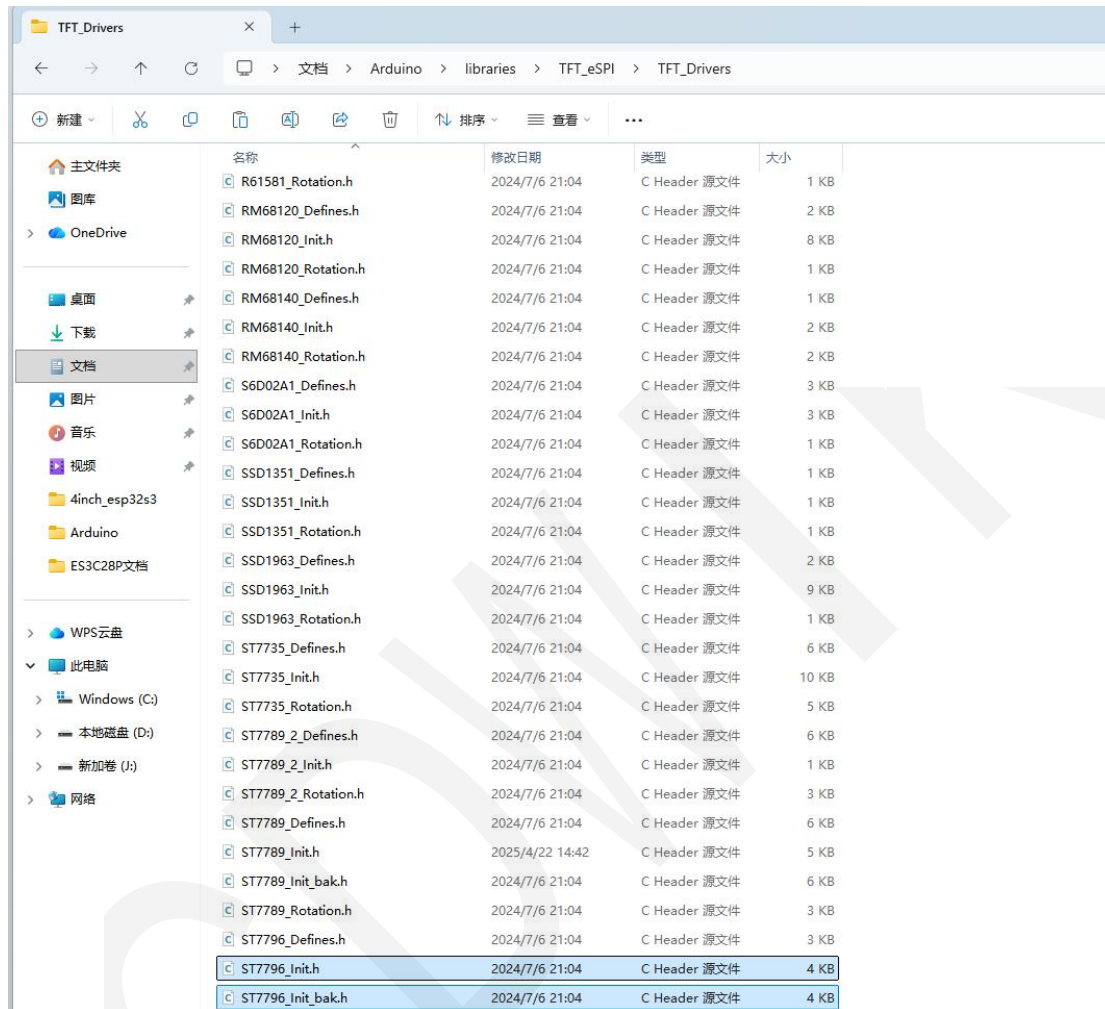 TFT_Drivers
文档 > Arduino > libraries > TFT_eSPI > TFT_Drivers
新建 排序 查看 ...
名称 修改日期 类型 大小
主文件夹
图库
OneDrive
桌面
下载
文档
图片
音乐
视频
4inch_esp32s3
Arduino
ES3C28P文档
WPS云盘
此电脑
Windows (C:)
本地磁盘 (D:)
新加卷 (J:)
网络
R61581_Rotation.h 2024/7/6 21:04 C Header 源文件 1 KB
RM68120_Defines.h 2024/7/6 21:04 C Header 源文件 2 KB
RM68120_Init.h 2024/7/6 21:04 C Header 源文件 8 KB
RM68120_Rotation.h 2024/7/6 21:04 C Header 源文件 1 KB
RM68140_Defines.h 2024/7/6 21:04 C Header 源文件 1 KB
RM68140_Init.h 2024/7/6 21:04 C Header 源文件 2 KB
RM68140_Rotation.h 2024/7/6 21:04 C Header 源文件 2 KB
S6D02A1_Defines.h 2024/7/6 21:04 C Header 源文件 3 KB
S6D02A1_Init.h 2024/7/6 21:04 C Header 源文件 3 KB
S6D02A1_Rotation.h 2024/7/6 21:04 C Header 源文件 1 KB
SSD1351_Defines.h 2024/7/6 21:04 C Header 源文件 1 KB
SSD1351_Init.h 2024/7/6 21:04 C Header 源文件 1 KB
SSD1351_Rotation.h 2024/7/6 21:04 C Header 源文件 1 KB
SSD1963_Defines.h 2024/7/6 21:04 C Header 源文件 2 KB
SSD1963_Init.h 2024/7/6 21:04 C Header 源文件 9 KB
SSD1963_Rotation.h 2024/7/6 21:04 C Header 源文件 1 KB
ST7735_Defines.h 2024/7/6 21:04 C Header 源文件 6 KB
ST7735_Init.h 2024/7/6 21:04 C Header 源文件 10 KB
ST7735_Rotation.h 2024/7/6 21:04 C Header 源文件 5 KB
ST7789_2_Defines.h 2024/7/6 21:04 C Header 源文件 6 KB
ST7789_2_Init.h 2024/7/6 21:04 C Header 源文件 1 KB
ST7789_2_Rotation.h 2024/7/6 21:04 C Header 源文件 3 KB
ST7789_Defines.h 2024/7/6 21:04 C Header 源文件 6 KB
ST7789_Init.h 2025/4/22 14:42 C Header 源文件 5 KB
ST7789_Init_bak.h 2024/7/6 21:04 C Header 源文件 6 KB
ST7789_Rotation.h 2024/7/6 21:04 C Header 源文件 3 KB
ST7796_Defines.h 2024/7/6 21:04 C Header 源文件 3 KB
ST7796_Init.h 2024/7/6 21:04 C Header 源文件 4 KB
ST7796_Init_bak.h 2024/7/6 21:04 C Header 源文件 4 KB